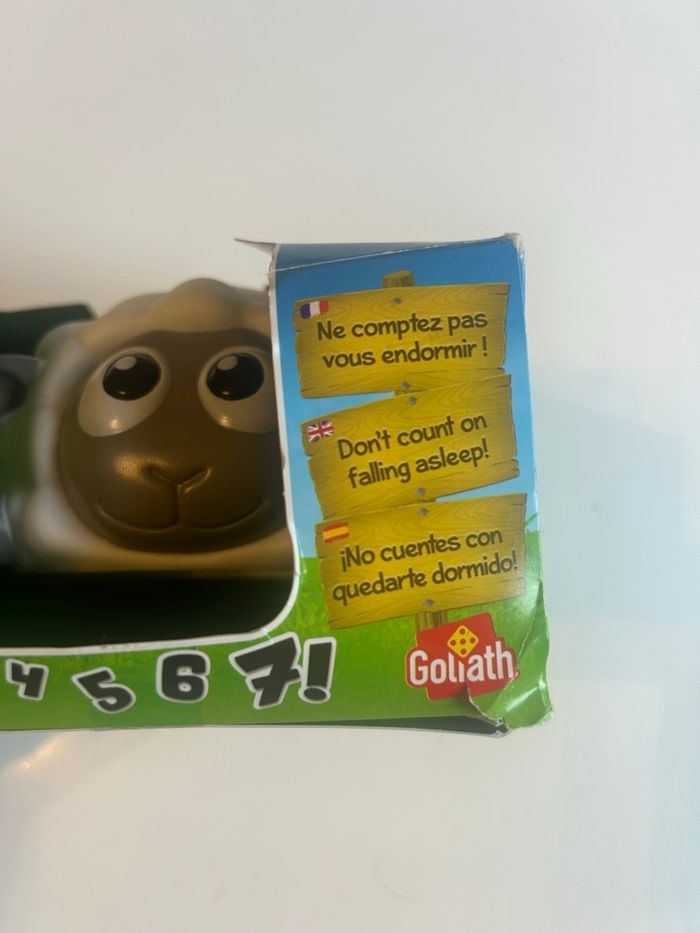 Ne comptez pas
vous endormir !
Don't count on
falling asleep!
¡No cuentes con
quedarte dormido!
Goliath
4 5 6 7!